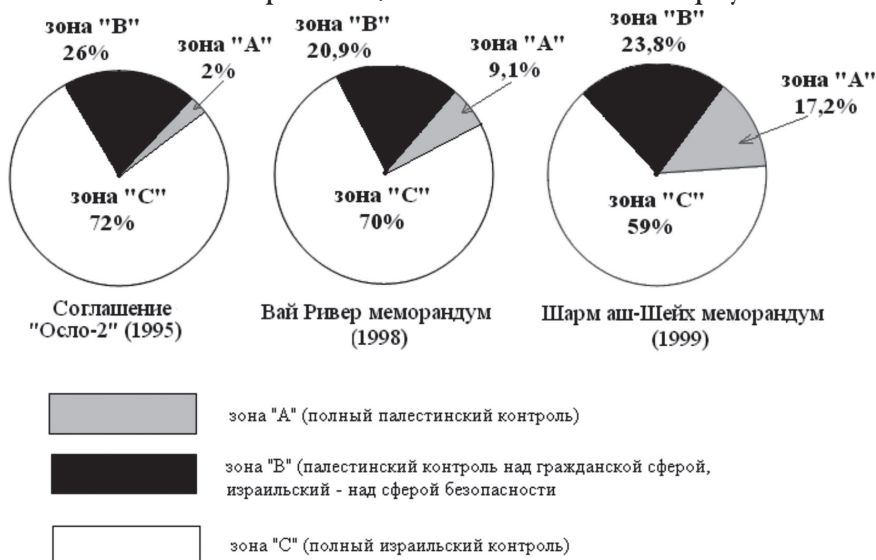 зона "В"
26%
зона "А"
2%
зона "С"
72%
Соглашение
"Осло-2" (1995)
зона "В"
20,9%
зона "А"
9,1%
зона "С"
70%
Вай Ривер меморандум
(1998)
зона "В"
23,8%
зона "А"
17,2%
зона "С"
59%
Шарм аш-Шейх меморандум
(1999)
зона "А" (полный палестинский контроль)
зона "В" (палестинский контроль над гражданской сферой,
израильский - над сферой безопасности
зона "С" (полный израильский контроль)